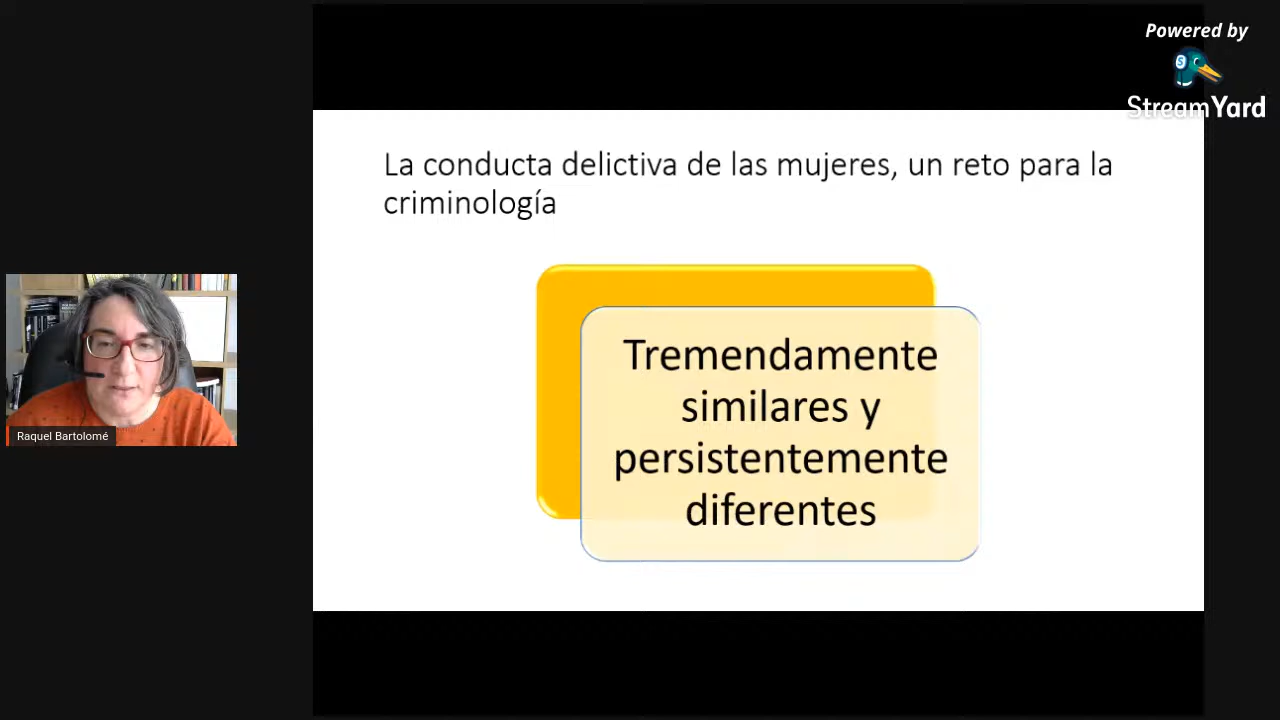 Powered by
StreamYard
La conducta delictiva de las mujeres, un reto para la
criminología
Tremendamente
similares y
persistentemente
diferentes
Raquel Bartolomé